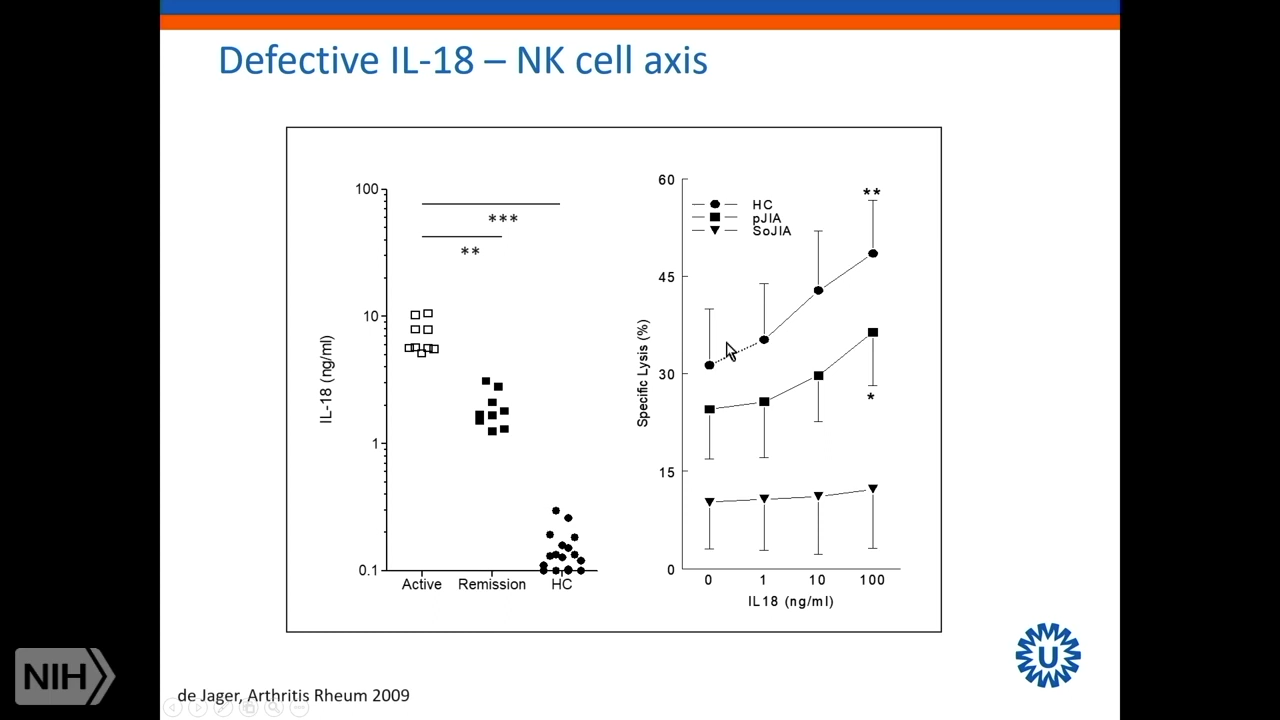 Defective IL-18 – NK cell axis
100
10
1
0.1
IL-18 (ng/ml)
***
**
Active Remission HC
60
45
30
15
0
Specific Lysis (%)
HC
pJIA
SoJIA
**
*
0 1 10 100
IL18 (ng/ml)
U
NIH
de Jager, Arthritis Rheum 2009